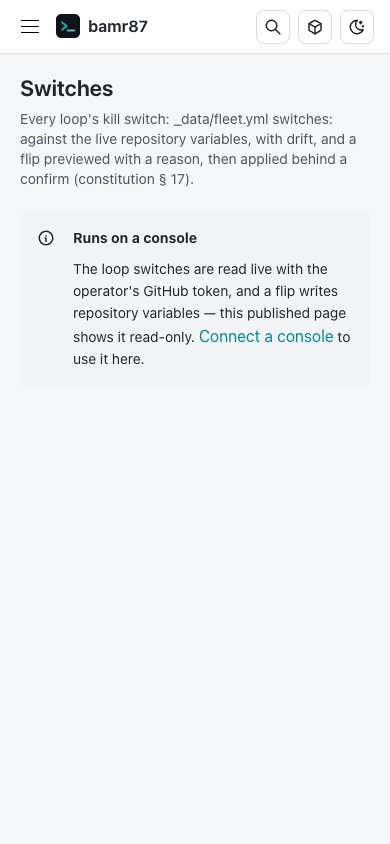 bamr87
Switches
Every loop's kill switch: _data/fleet.yml switches:
against the live repository variables, with drift, and a
flip previewed with a reason, then applied behind a
confirm (constitution § 17).
Runs on a console
The loop switches are read live with the
operator's GitHub token, and a flip writes
repository variables — this published page
shows it read-only. Connect a console to
use it here.